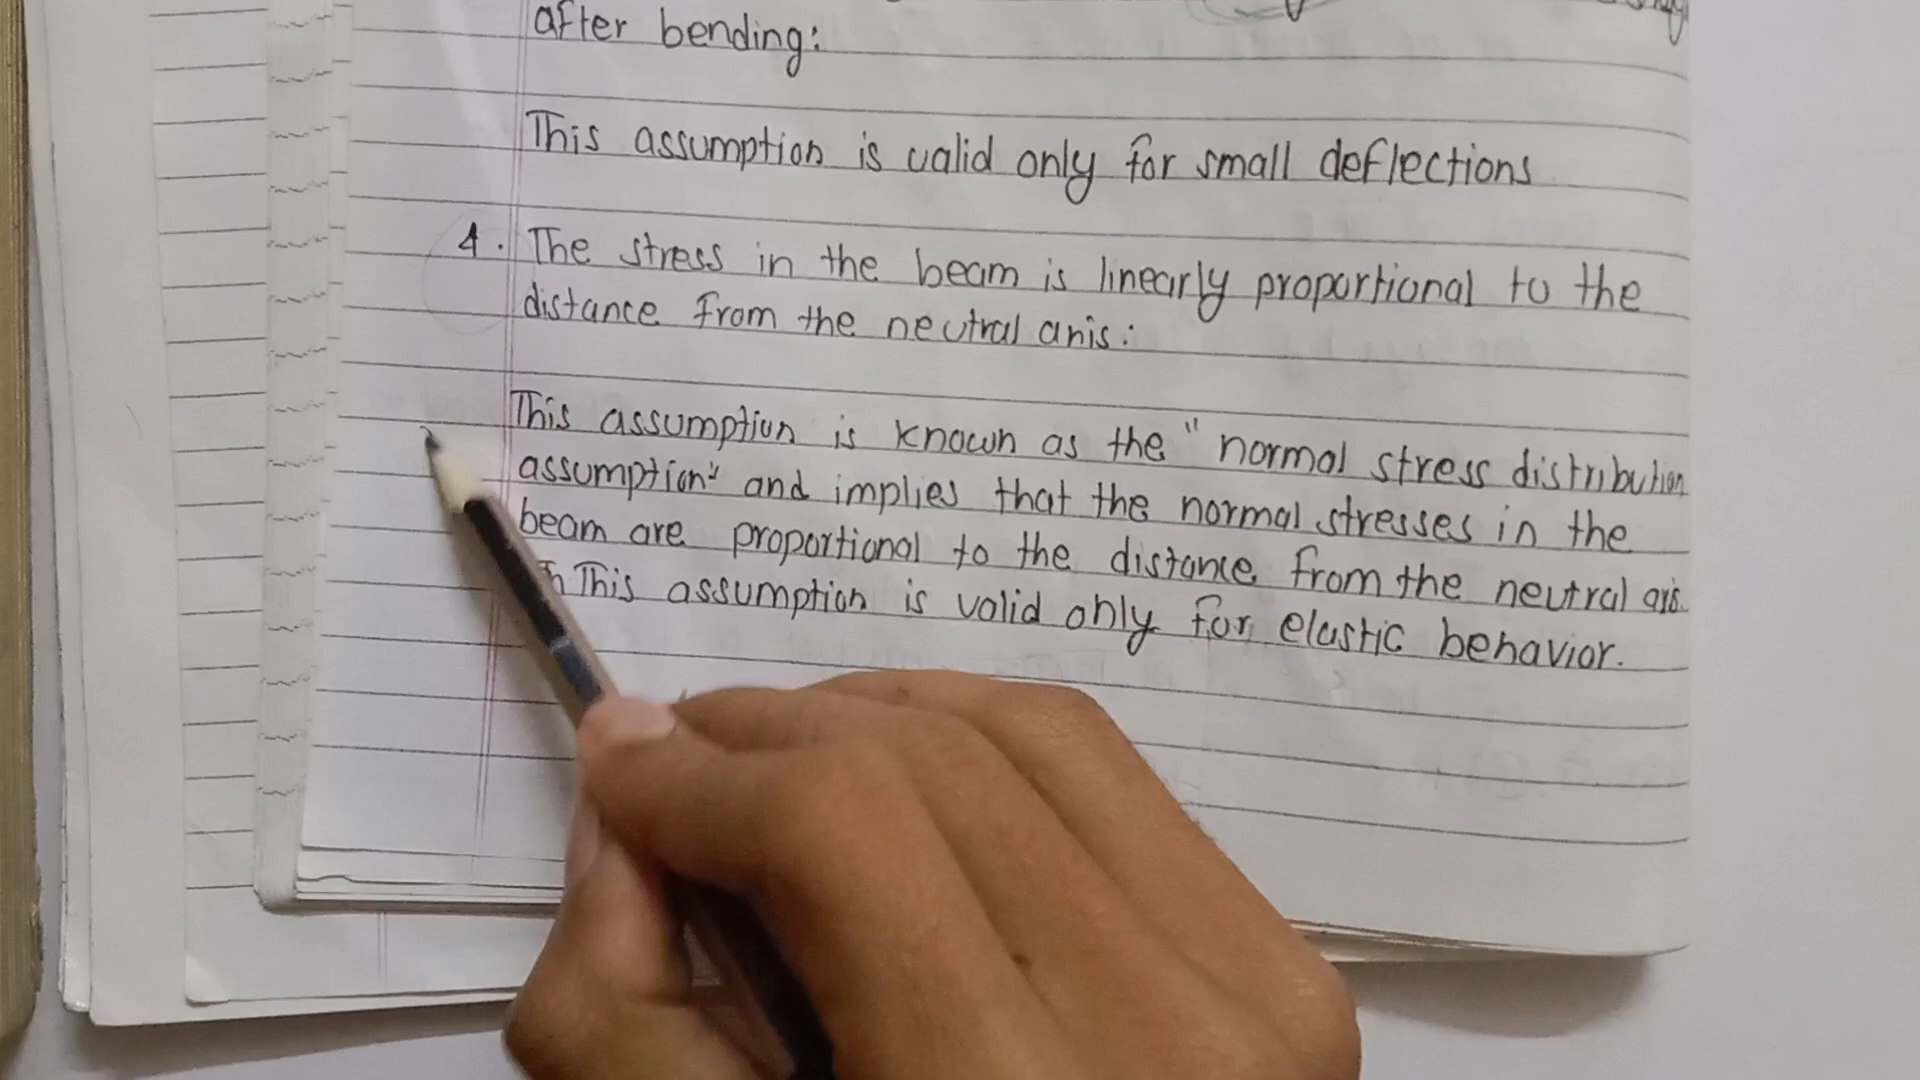 after bending:
This assumption is valid only for small deflections
4. The stress in the beam is linearly proportional to the
distance from the neutral anis:
This assumption is known as the "normal stress distribution
assumption" and implies that the normal stresses in the
beam are proportional to the distance from the neutral axis.
This assumption is valid only for elastic behavior.